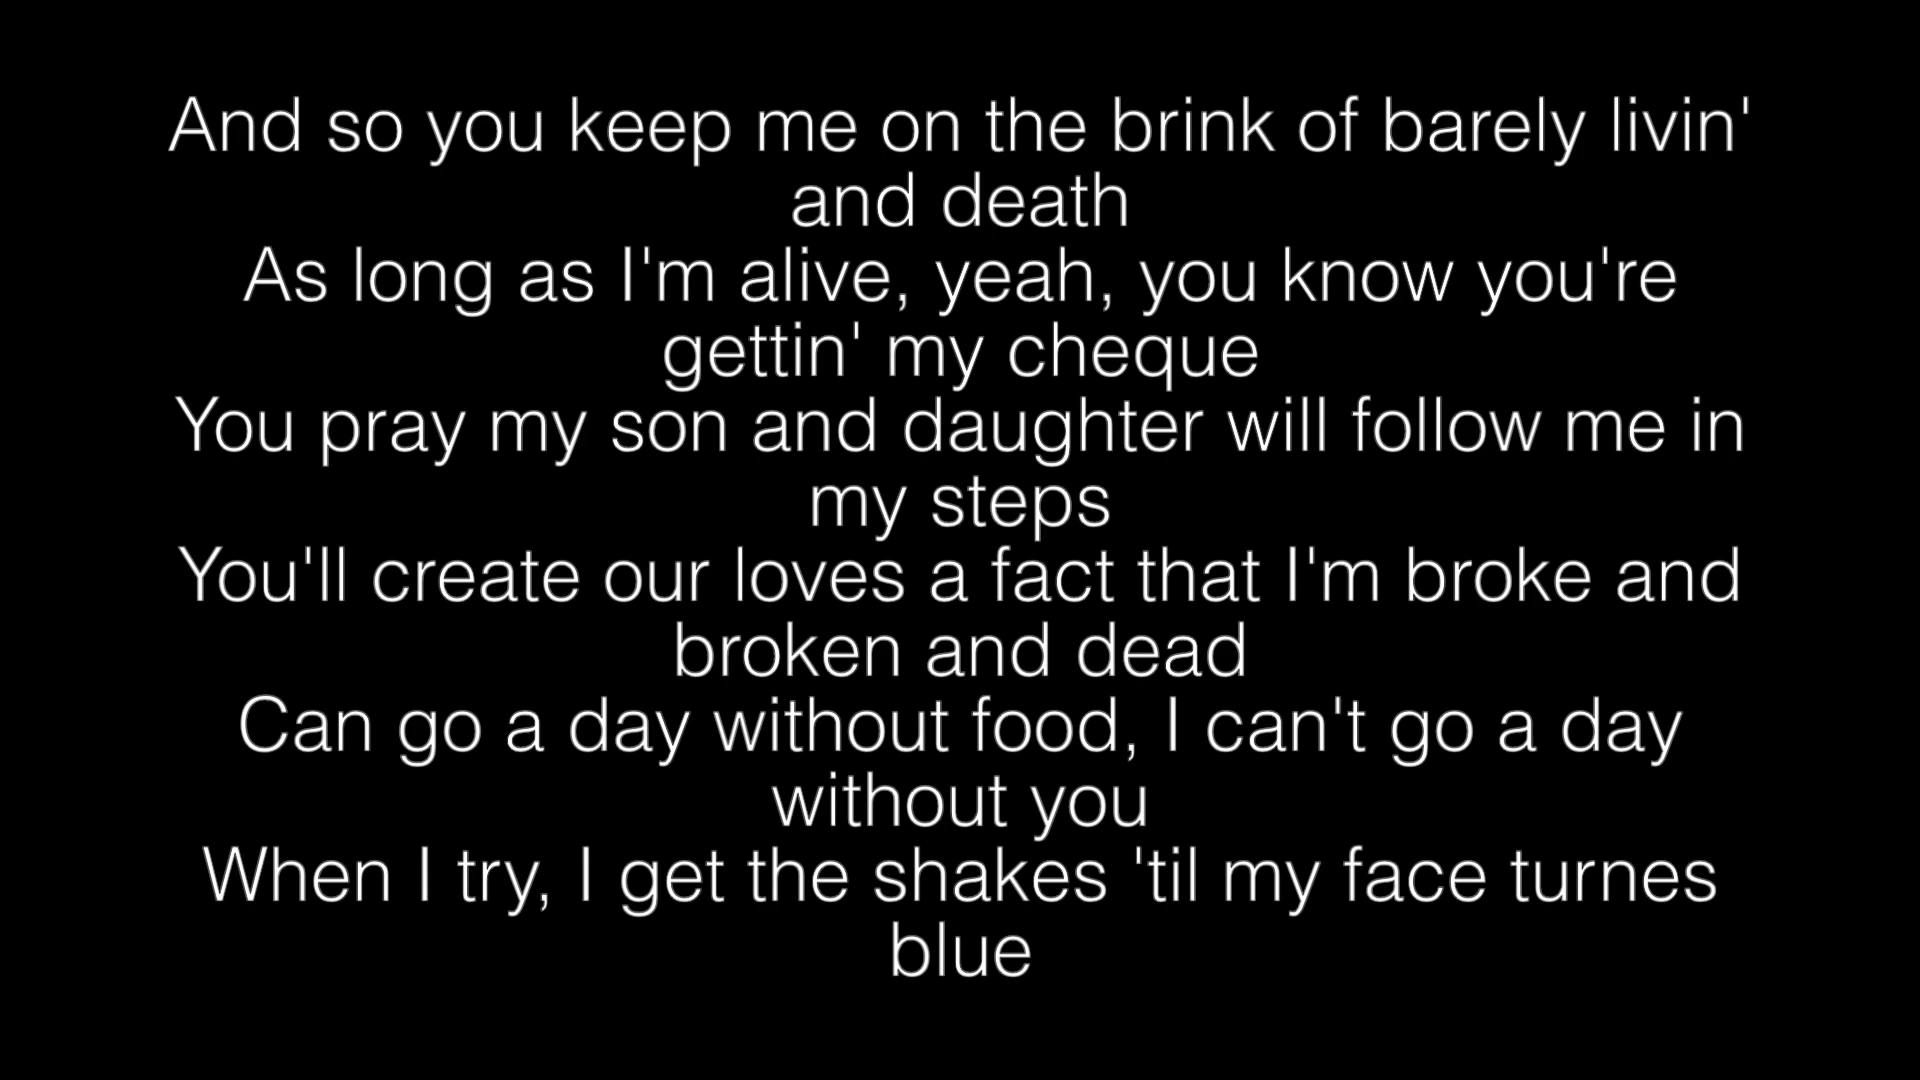 And so you keep me on the brink of barely livin'
and death
As long as I'm alive, yeah, you know you're
gettin' my cheque
You pray my son and daughter will follow me in
my steps
You'll create our loves a fact that I'm broke and
broken and dead
Can go a day without food, I can't go a day
without you
When I try, I get the shakes 'til my face turnes
blue